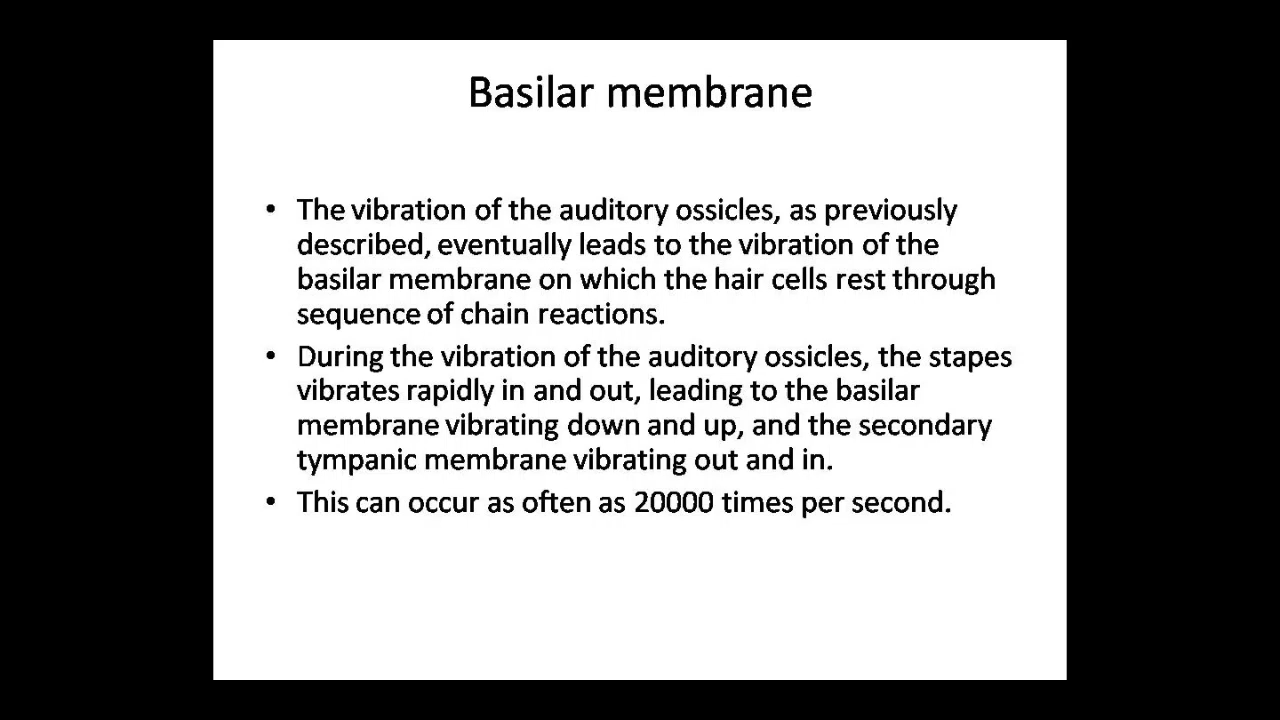 Basilar membrane
• The vibration of the auditory ossicles, as previously
described, eventually leads to the vibration of the
basilar membrane on which the hair cells rest through
sequence of chain reactions.
• During the vibration of the auditory ossicles, the stapes
vibrates rapidly in and out, leading to the basilar
membrane vibrating down and up, and the secondary
tympanic membrane vibrating out and in.
• This can occur as often as 20000 times per second.